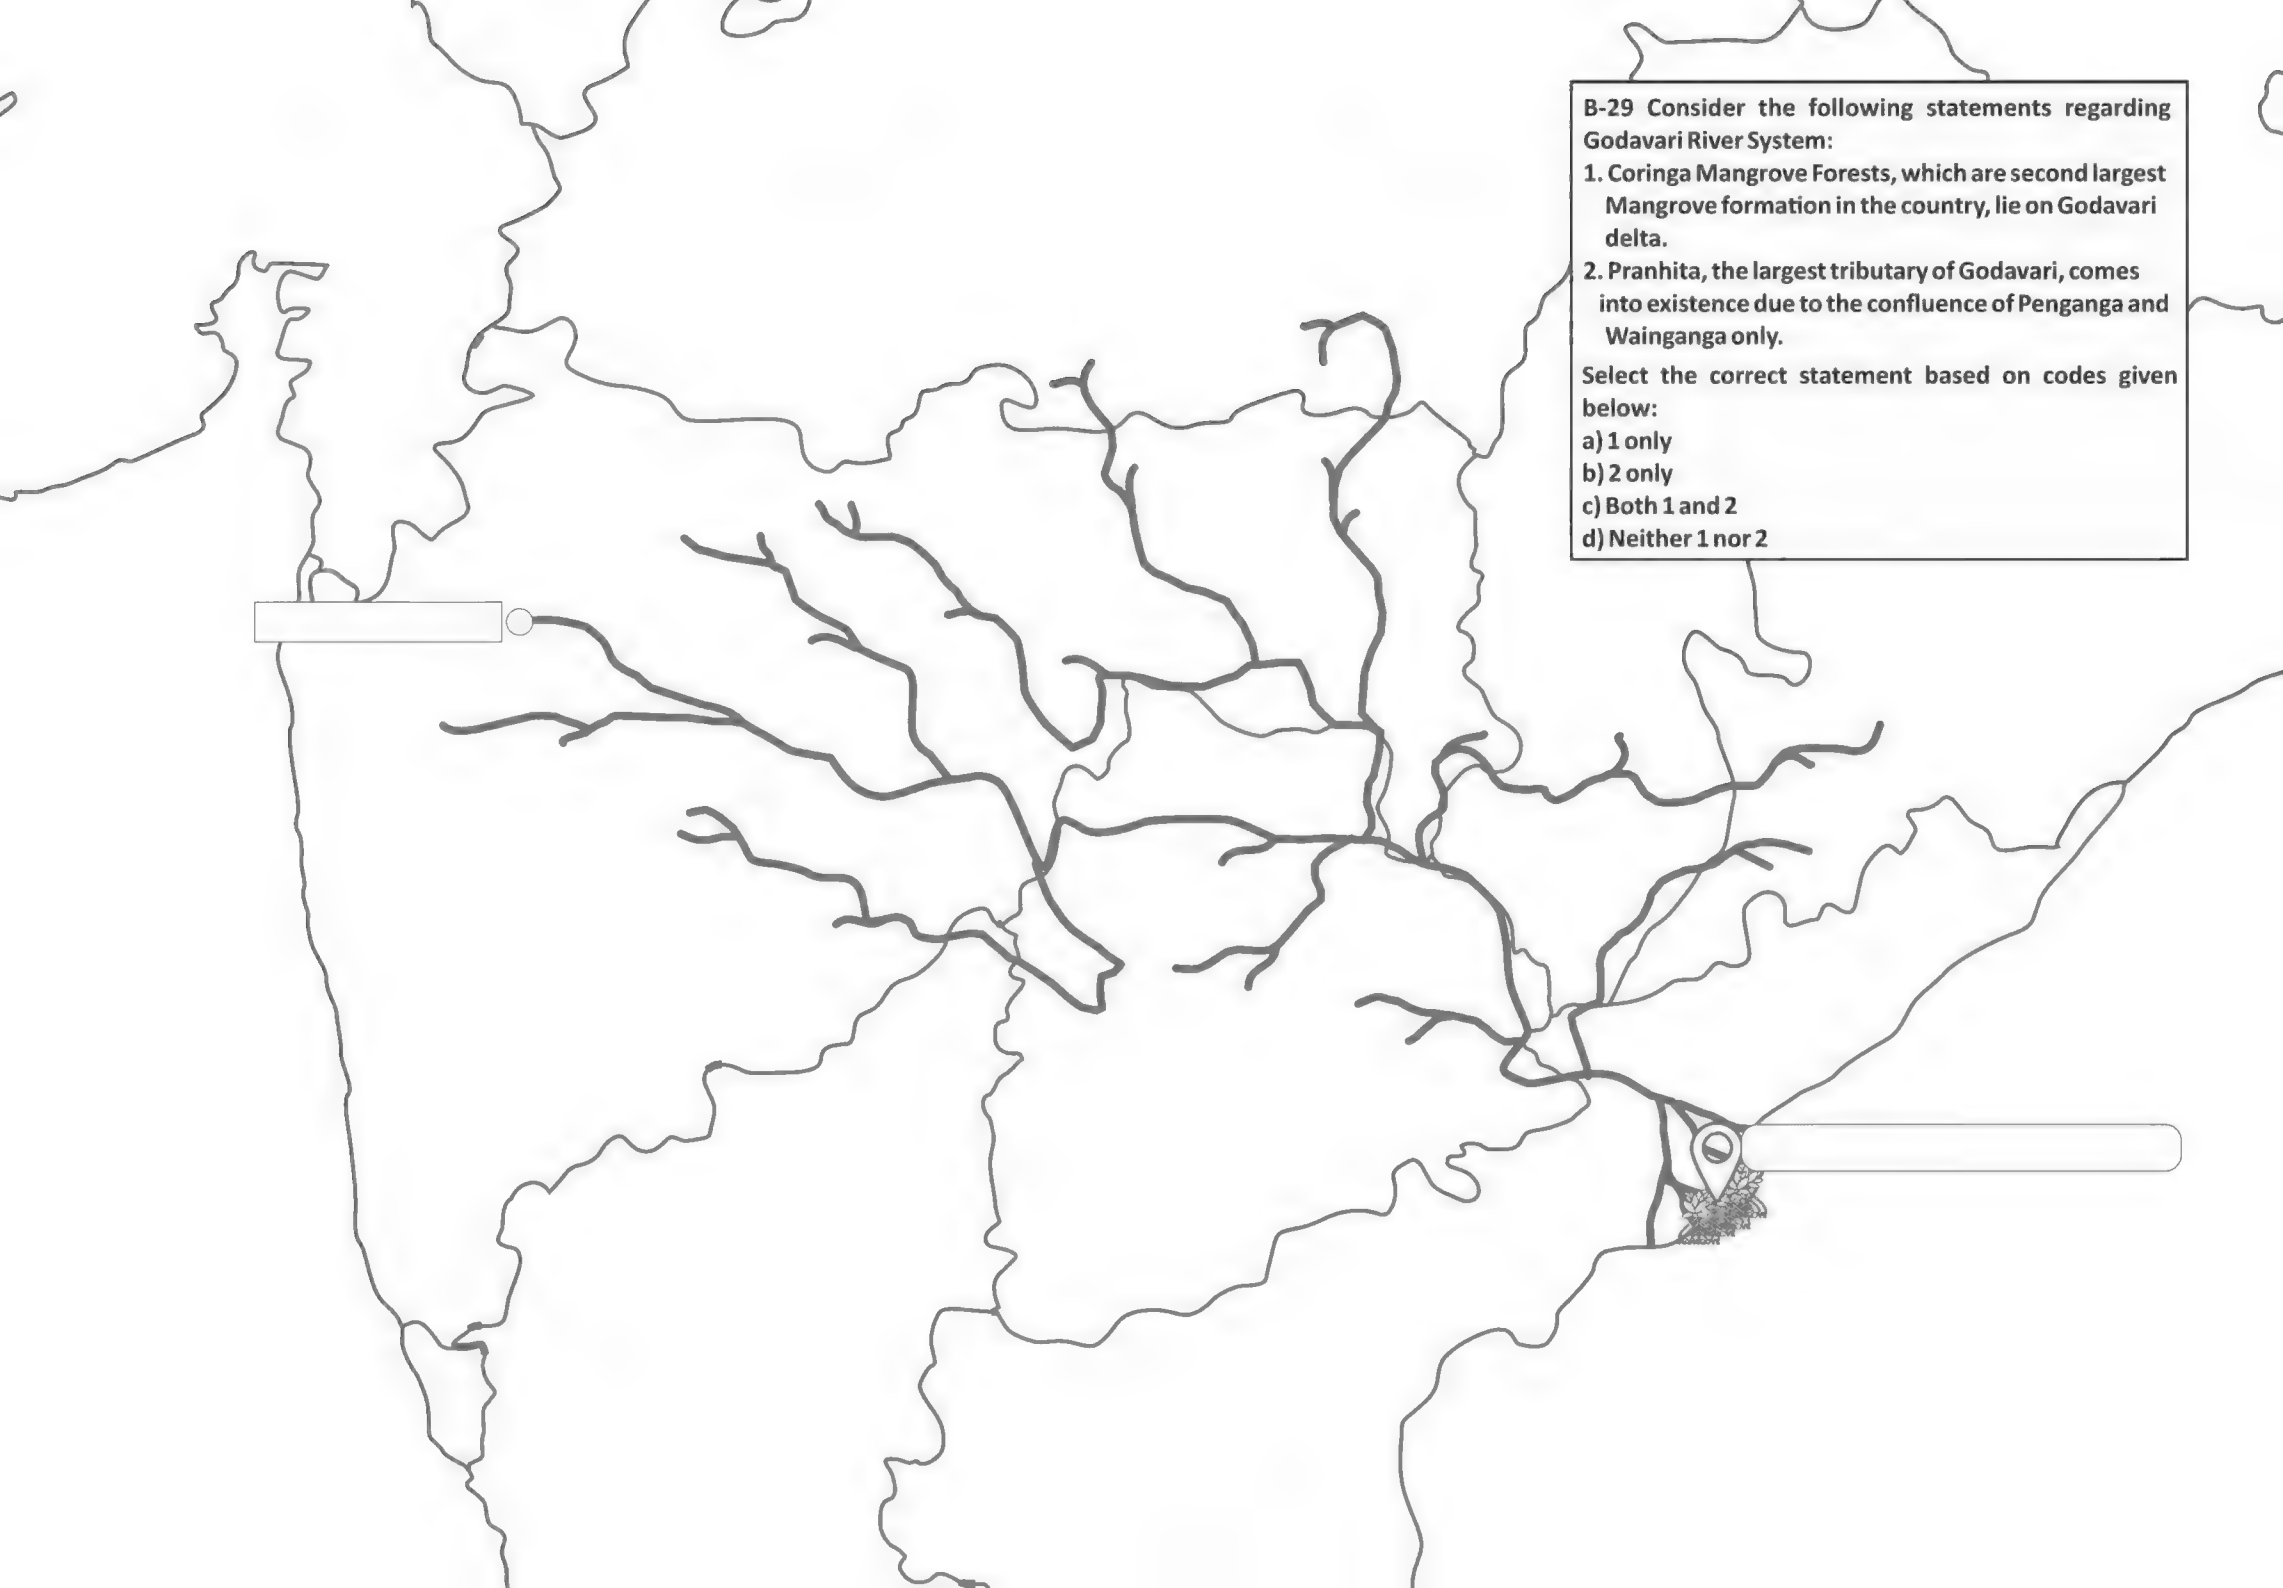 B-29 Consider the following statements regarding
Godavari River System:
1. Coringa Mangrove Forests, which are second largest
Mangrove formation in the country, lie on Godavari
delta.
2. Pranhita, the largest tributary of Godavari, comes
into existence due to the confluence of Penganga and
Wainganga only.
Select the correct statement based on codes given
below:
a) 1 only
b) 2 only
c) Both 1 and 2
d) Neither 1 nor 2